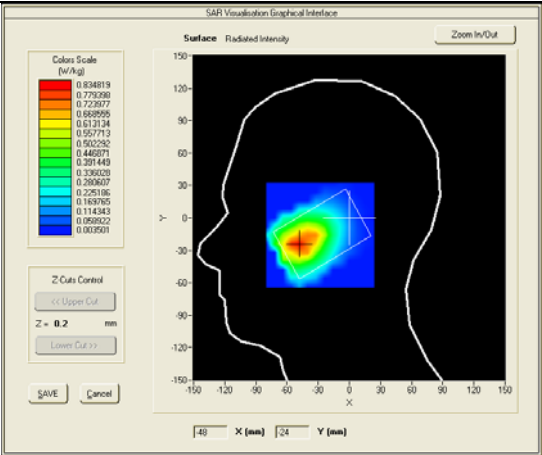 SAR Visualisation Graphical Interface
Surface Radiated Intensity
Zoom In/Out
Colors Scale
(W/kg)
0.834819
0.779398
0.723977
0.668555
0.613134
0.557713
0.502292
0.446871
0.391449
0.336028
0.280607
0.225186
0.169765
0.114343
0.058922
0.003501
Z-Cuts Control
<< Upper Cut
Z = 0.2 mm
Lower Cut >>
SAVE Cancel
150
120
90
60
30
0
-30
-60
-90
-120
-150
Y
-150 -120 -90 -60 -30 0 30 60 90 120 150
X
-48 X (mm) -24 Y (mm)